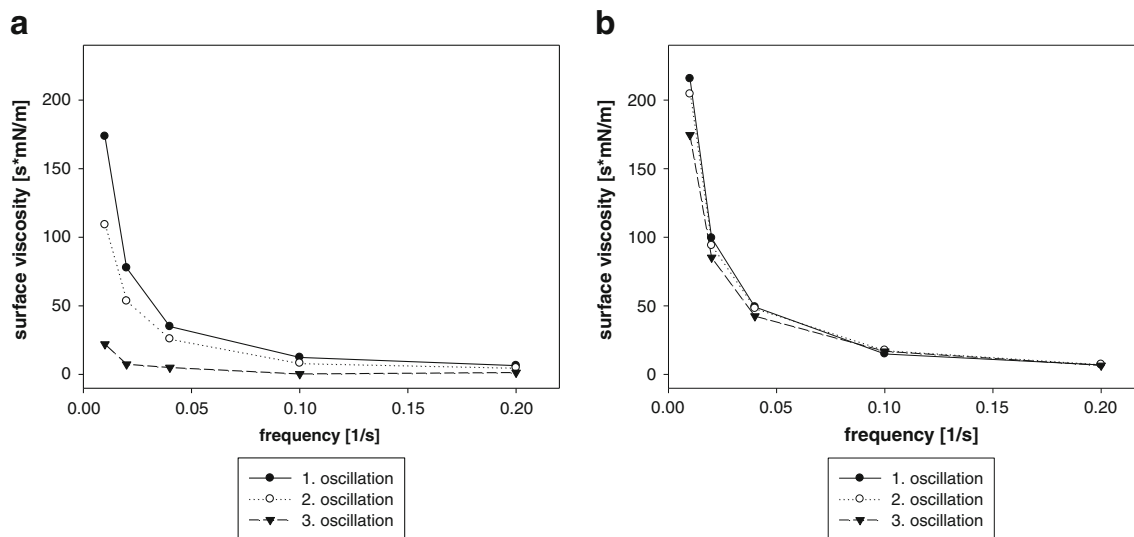 a
surface viscosity [s*mN/m]
200
150
100
50
0
0.00 0.05 0.10 0.15 0.20
frequency [1/s]
1. oscillation
2. oscillation
3. oscillation
b
surface viscosity [s*mN/m]
200
150
100
50
0
0.00 0.05 0.10 0.15 0.20
frequency [1/s]
1. oscillation
2. oscillation
3. oscillation